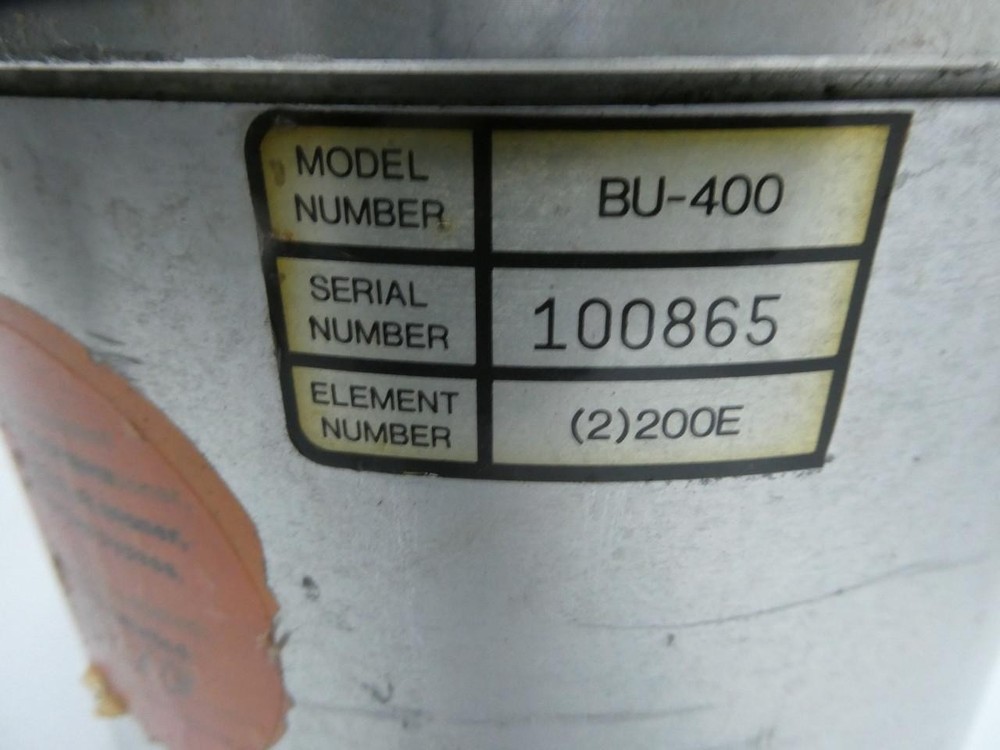 MODEL
NUMBER
BU-400
SERIAL
NUMBER
100865
ELEMENT
NUMBER
(2)200E